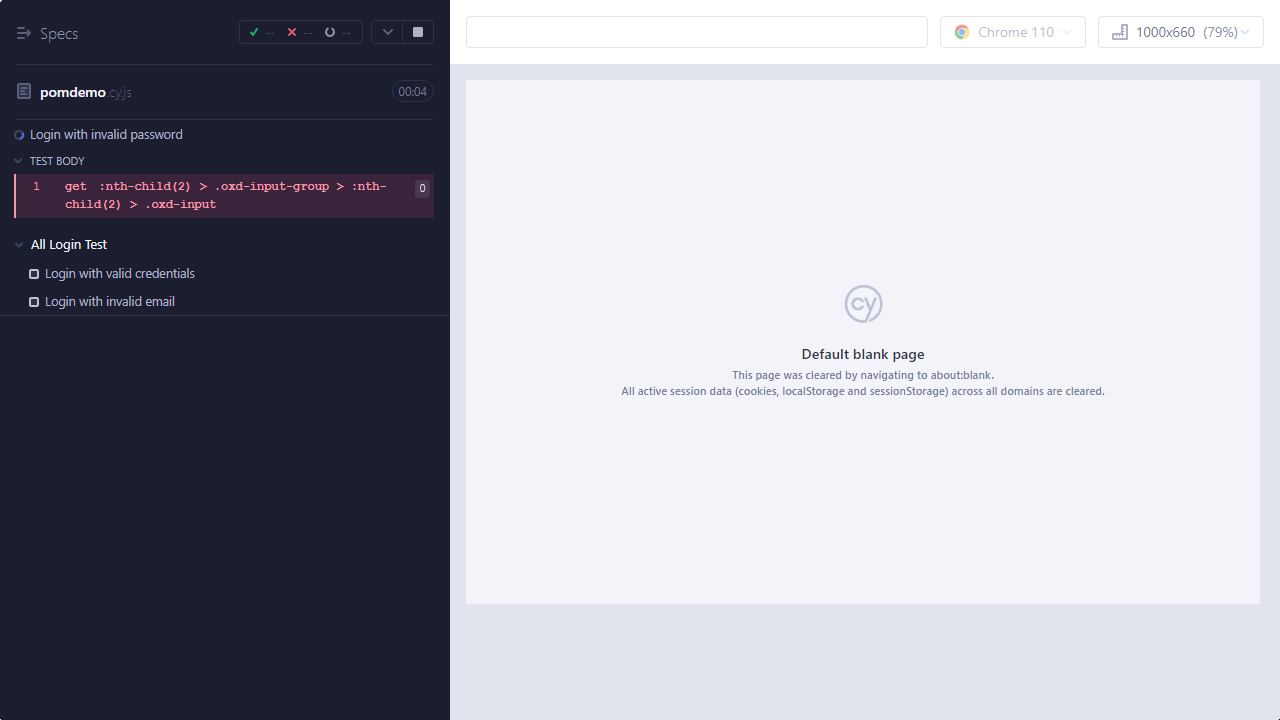 Specs
-- -- --
pomdemo.cy.js
00:04
Login with invalid password
TEST BODY
1 get :nth-child(2) > .oxd-input-group > :nth-
child(2) > .oxd-input
0
All Login Test
Login with valid credentials
Login with invalid email
Chrome 110
1000x660 (79%)
cy
Default blank page
This page was cleared by navigating to about:blank.
All active session data (cookies, localStorage and sessionStorage) across all domains are cleared.